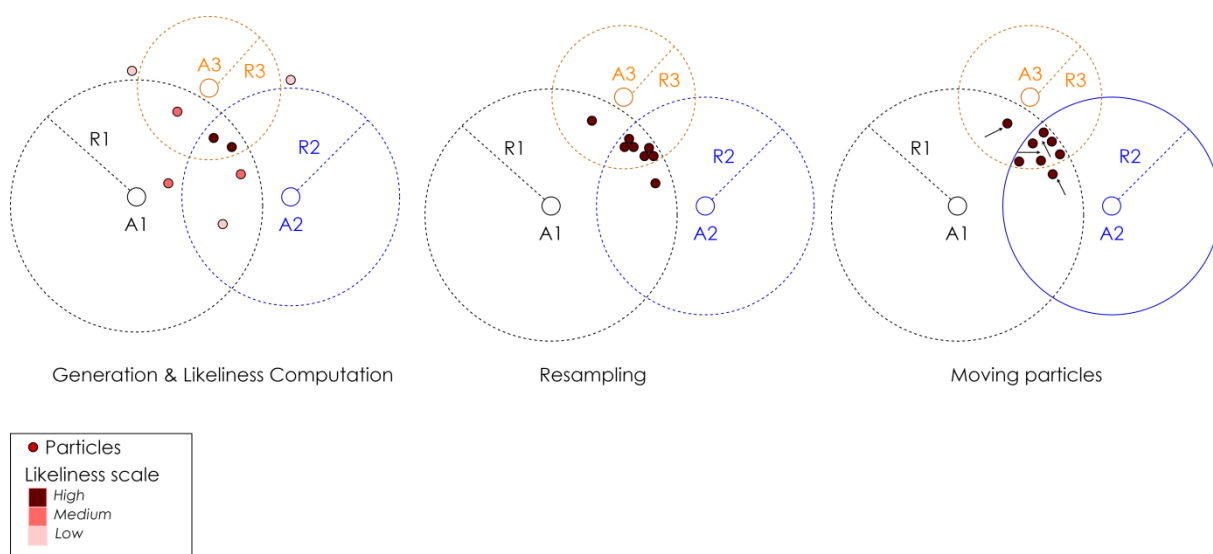 A3
R3
R1
R2
A1
A2
Generation & Likeliness Computation
A3
R3
R1
R2
A1
A2
Resampling
A3
R3
R1
R2
A1
A2
Moving particles
Particles
Likeliness scale
High
Medium
Low